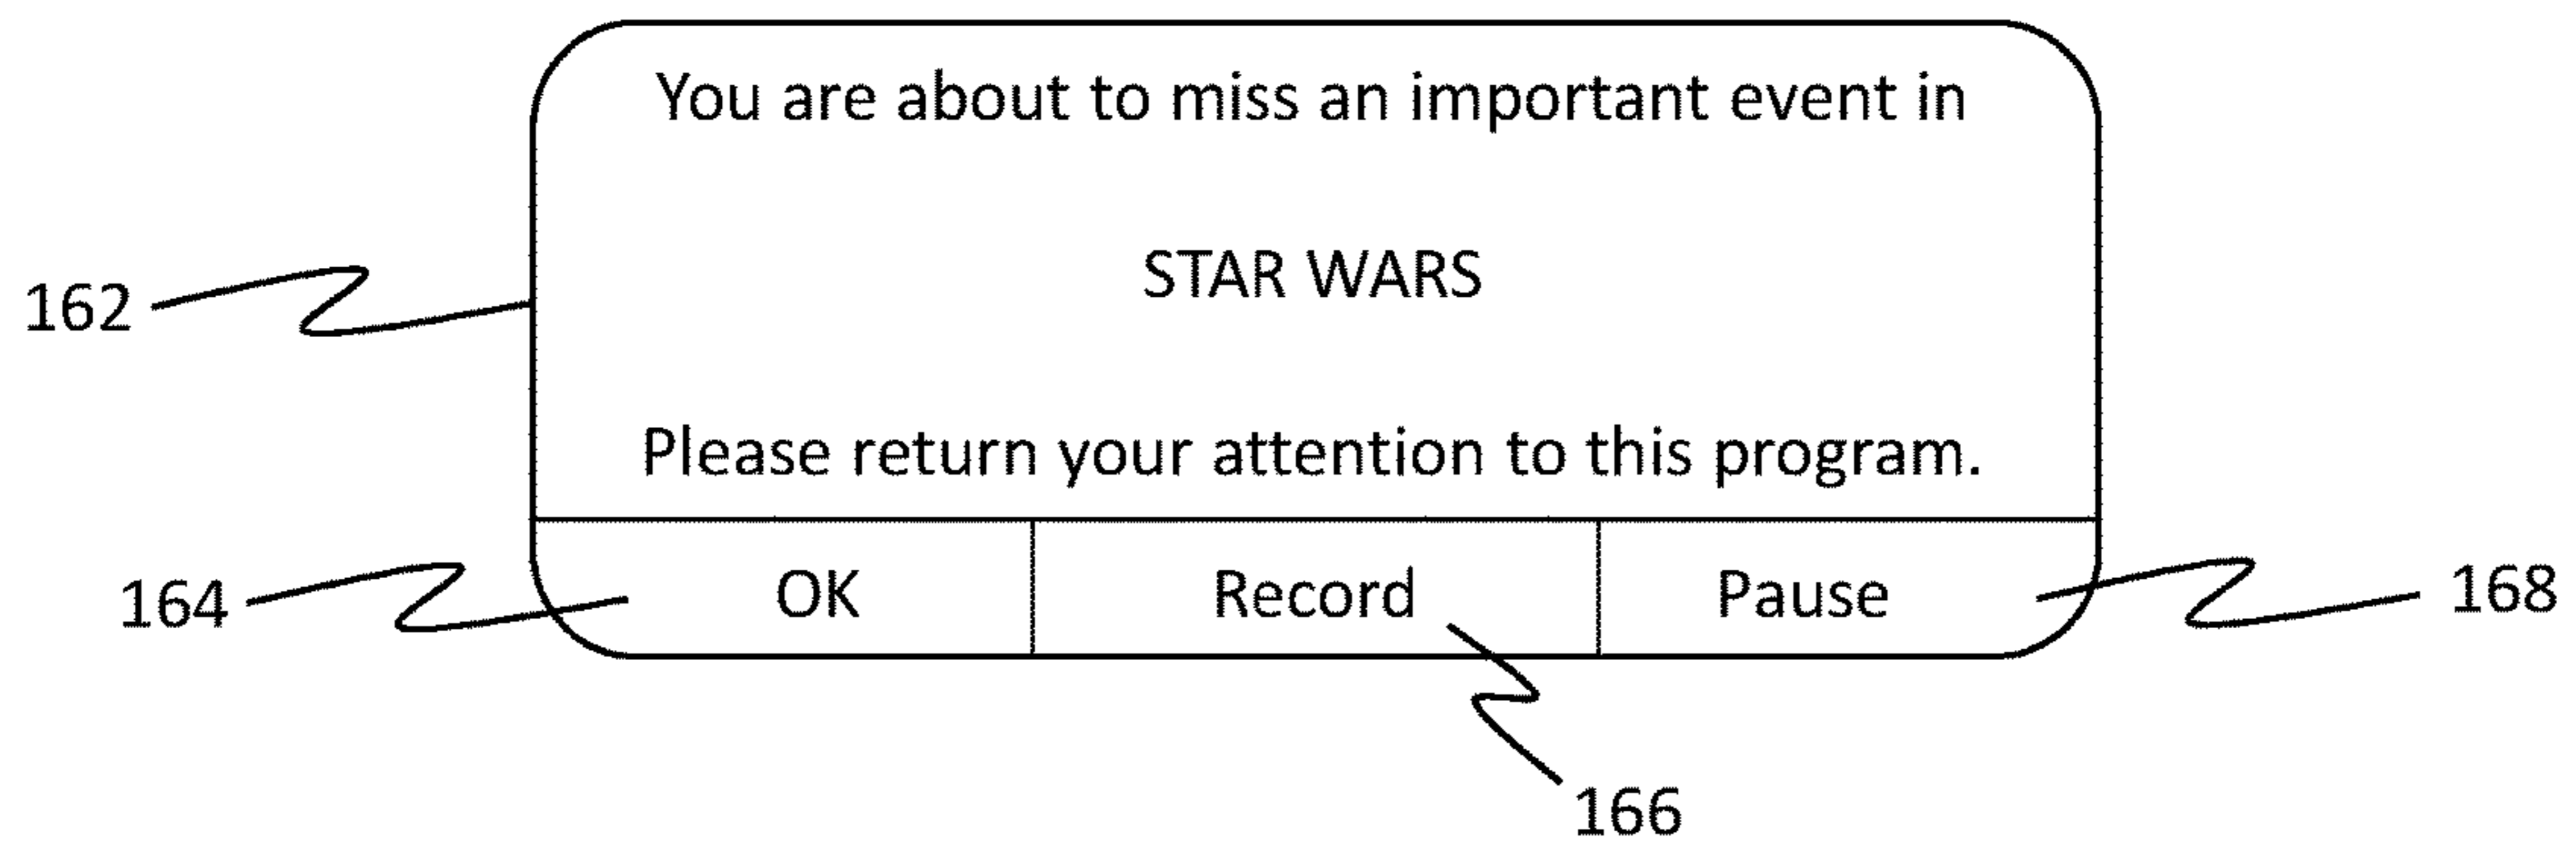 You are about to miss an important event in
STAR WARS
162
Please return your attention to this program.
164
OK
Record
Pause
168
166